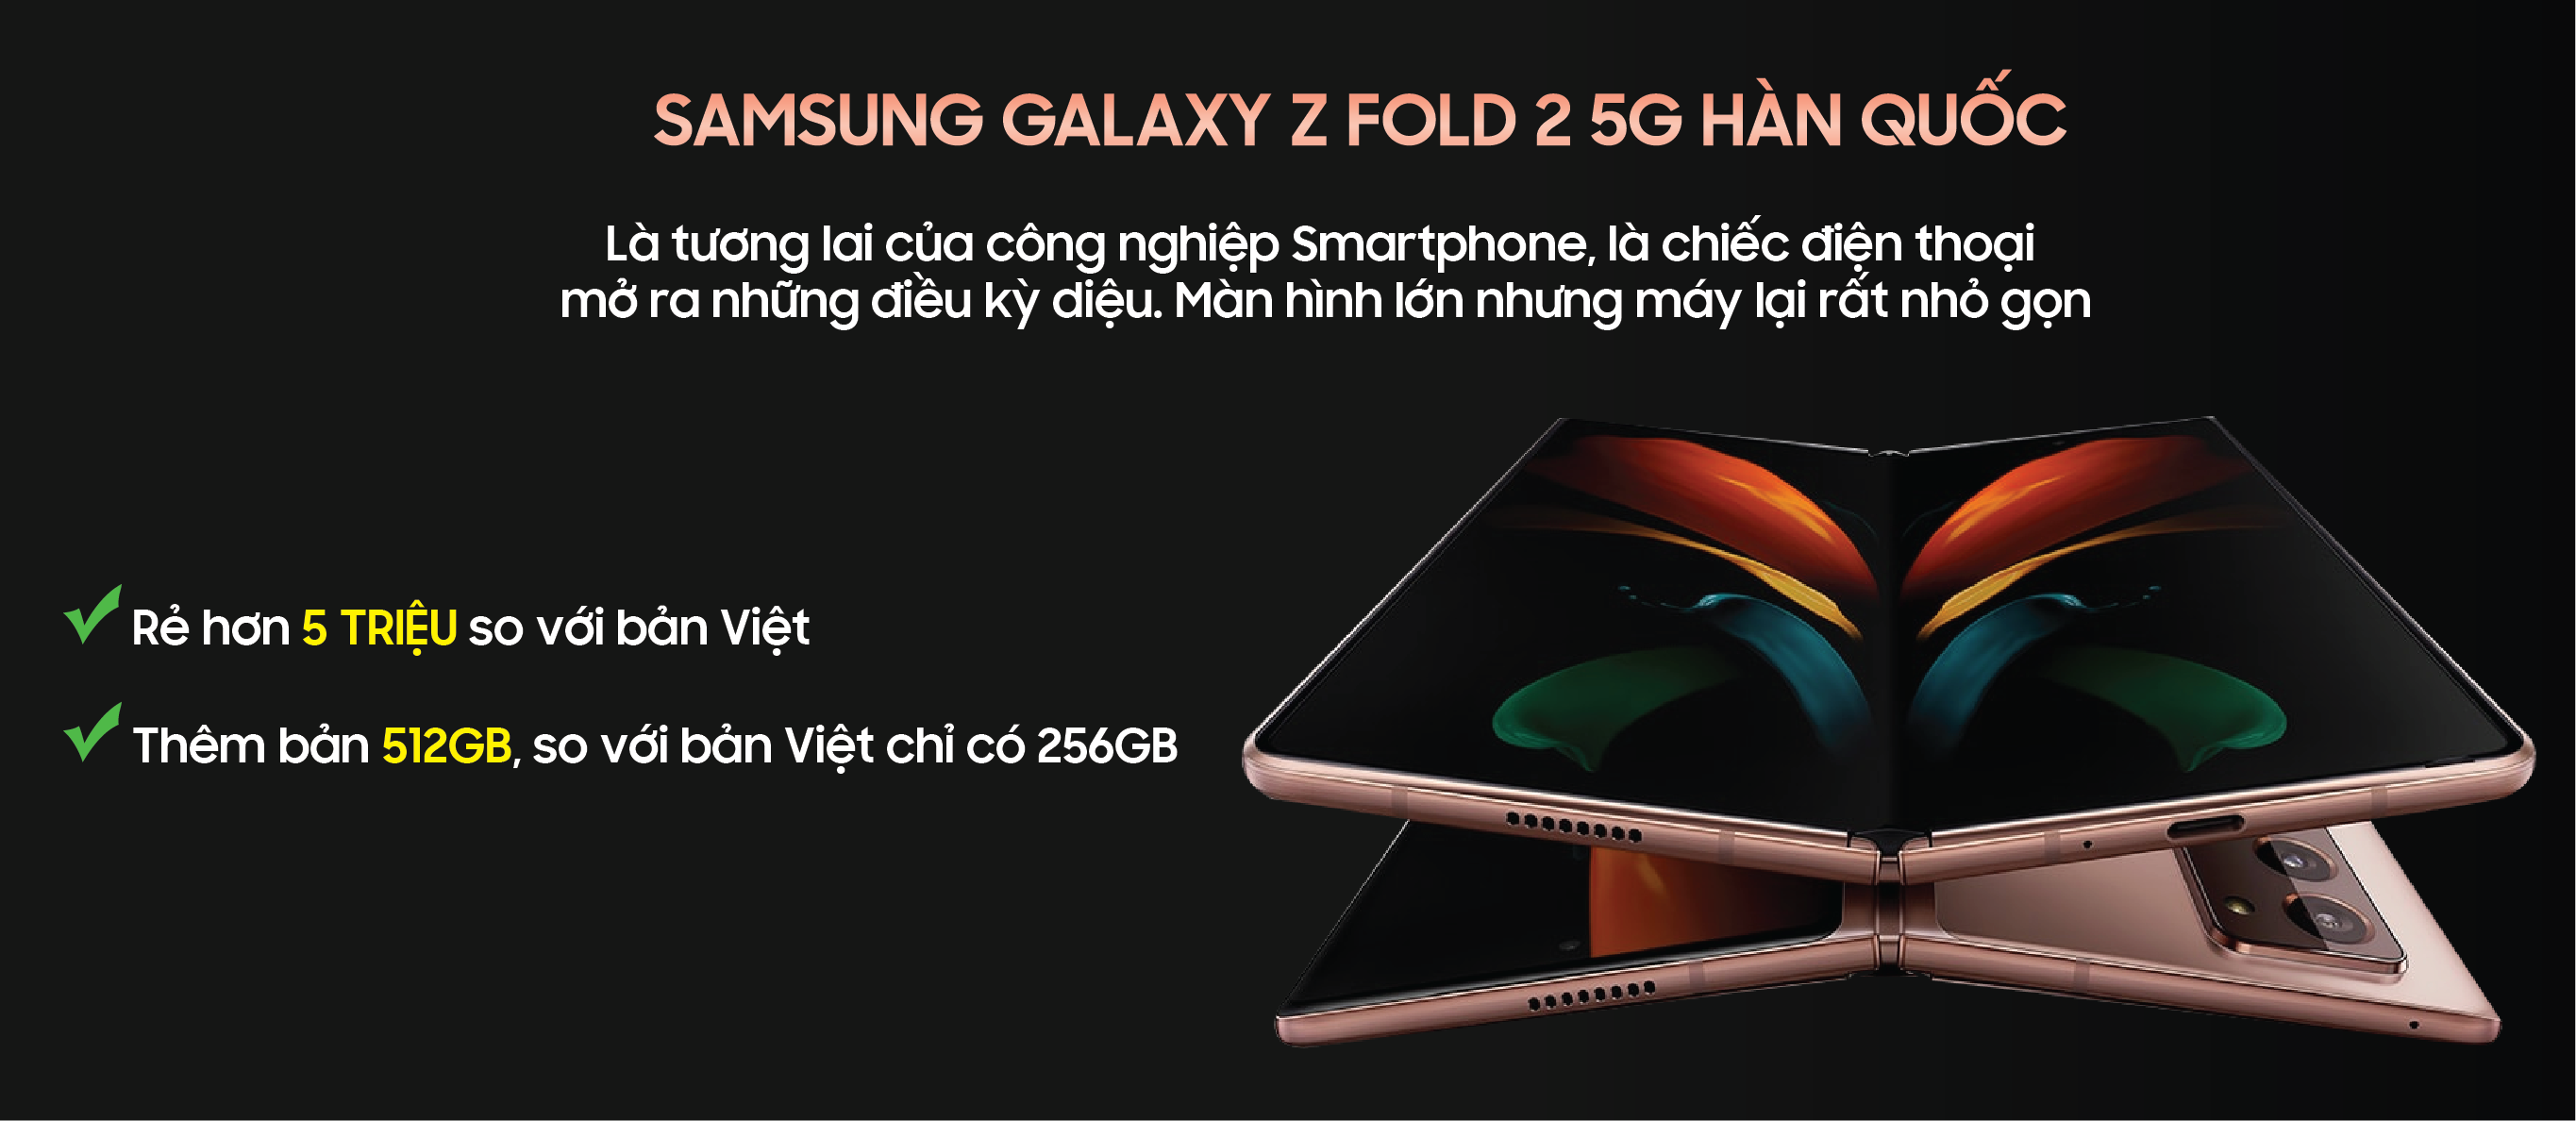 SAMSUNG GALAXY Z FOLD 2 5G HÀN QUỐC
Là tương lai của công nghiệp Smartphone, là chiếc điện thoại
mở ra những điều kỳ diệu. Màn hình lớn nhưng máy lại rất nhỏ gọn
Rẻ hơn 5 TRIỆU so với bản Việt
Thêm bản 512GB, so với bản Việt chỉ có 256GB